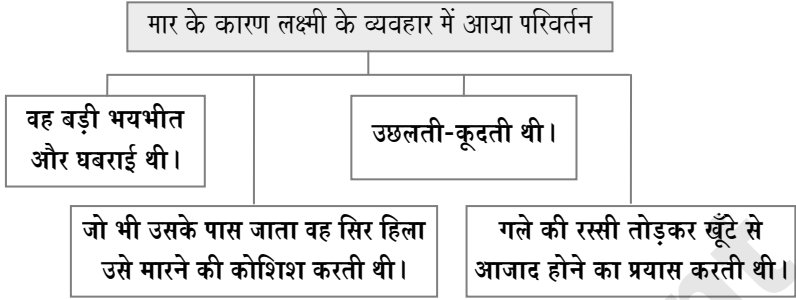 मार के कारण लक्ष्मी के व्यवहार में आया परिवर्तन
वह बड़ी भयभीत
और घबराई थी।
उछलती-कूदती थी।
जो भी उसके पास जाता वह सिर हिला
उसे मारने की कोशिश करती थी।
गले की रस्सी तोड़कर खूँटे से
आजाद होने का प्रयास करती थी।